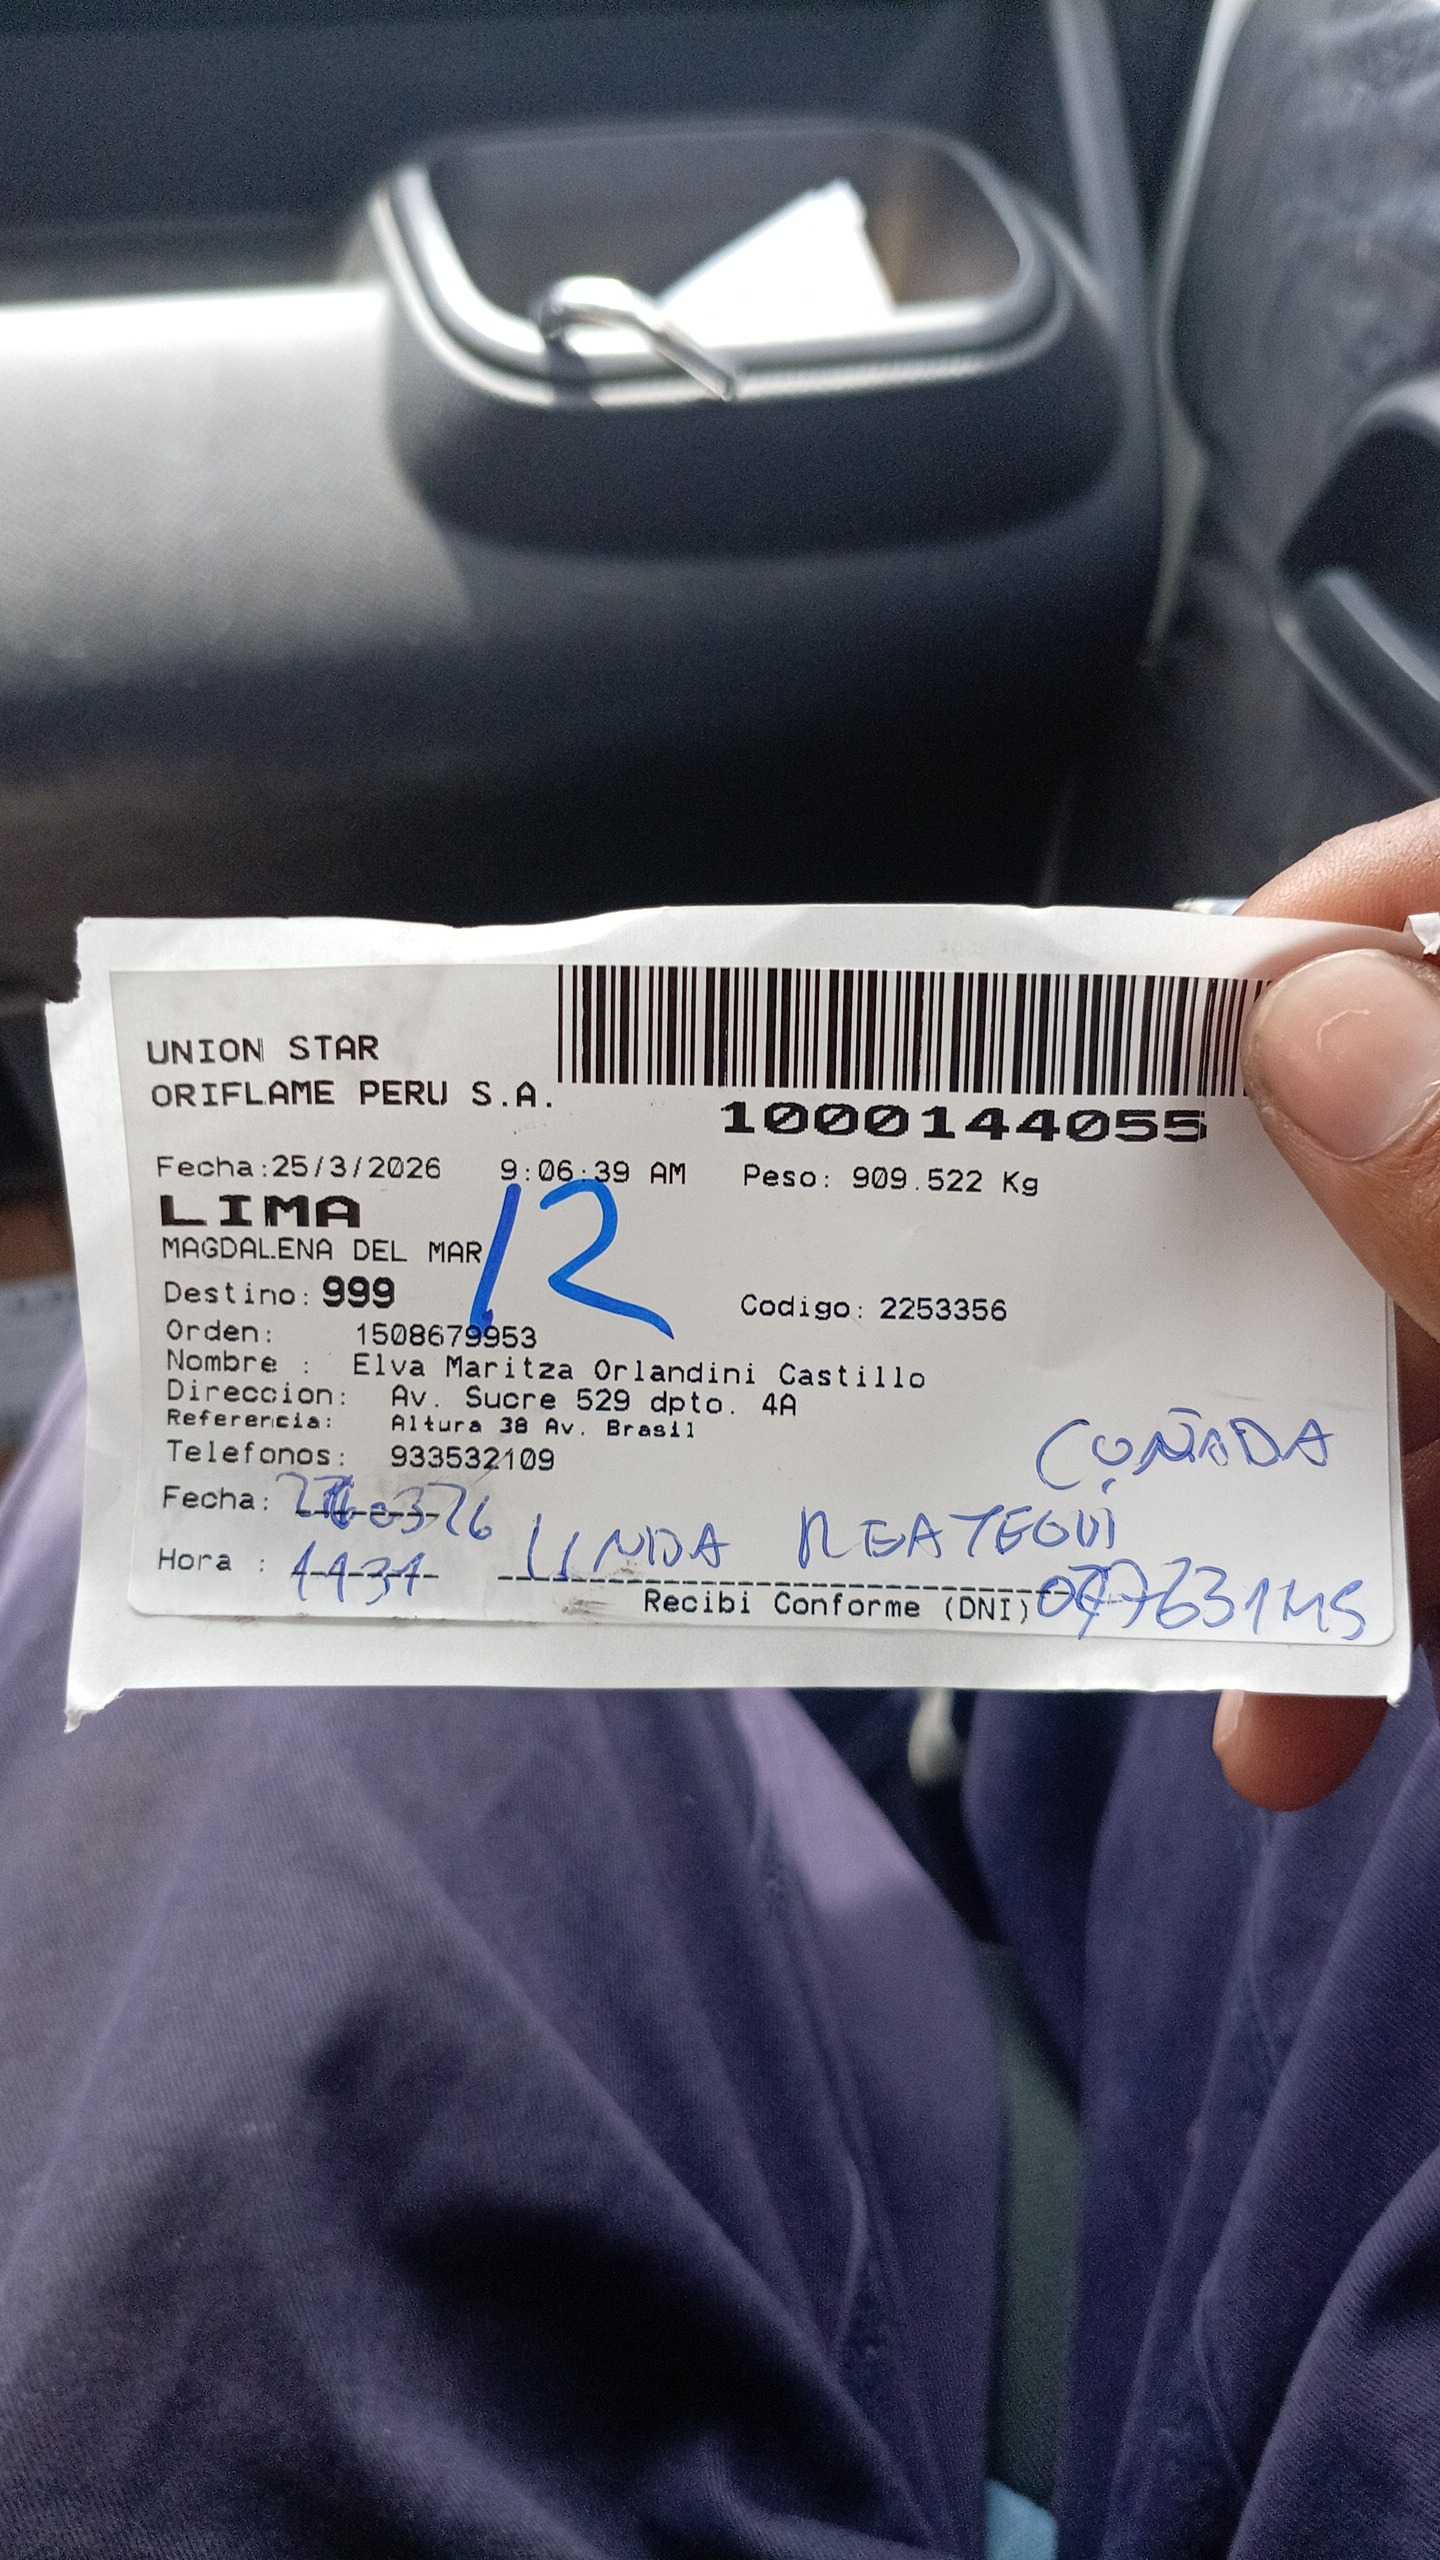 UNION STAR
ORIFLAME PERU S.A.
1000144055
Fecha:25/3/2026 9:06:39 AM Peso: 909.522 Kg
LIMA
MAGDALENA DEL MAR
12
Destino: 999
Codigo: 2253356
Orden: 1508679953
Nombre : Elva Maritza Orlandini Castillo
Direccion: Av. Sucre 529 dpto. 4A
Referencia: Altura 38 Av. Brasil
Telefonos: 933532109
CUÑADA
Fecha:
LINDA REATEGUI
Hora : 1431
Recibi Conforme (DNI)